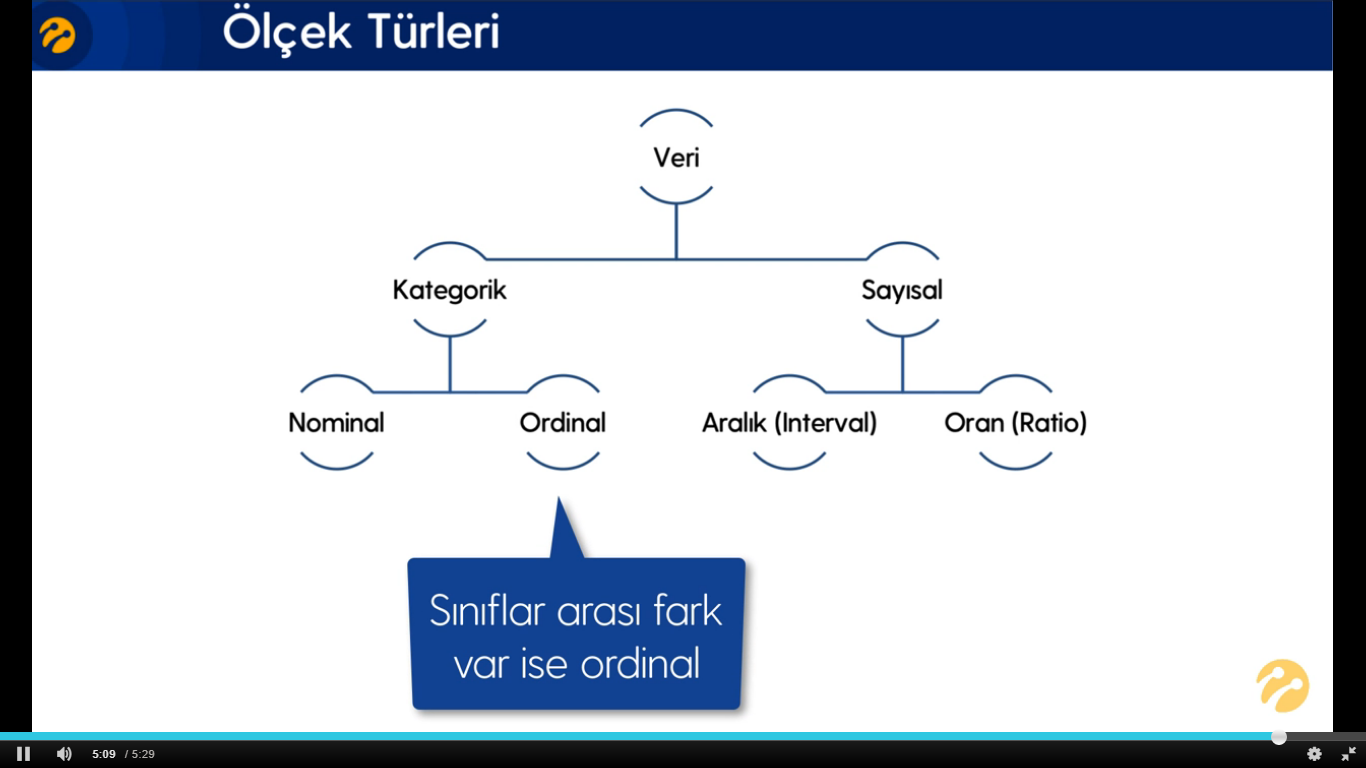 Ölçek Türleri
Veri
Kategorik
Sayısal
Nominal
Ordinal
Aralık (Interval)
Oran (Ratio)
Sınıflar arası fark
var ise ordinal
5:09 / 5:29